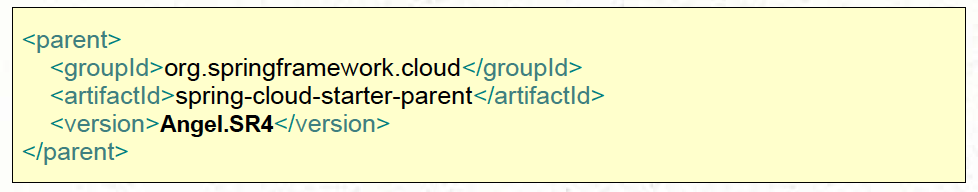 <parent>
<groupId>org.springframework.cloud</groupId>
<artifactId>spring-cloud-starter-parent</artifactId>
<version>Angel.SR4</version>
</parent>